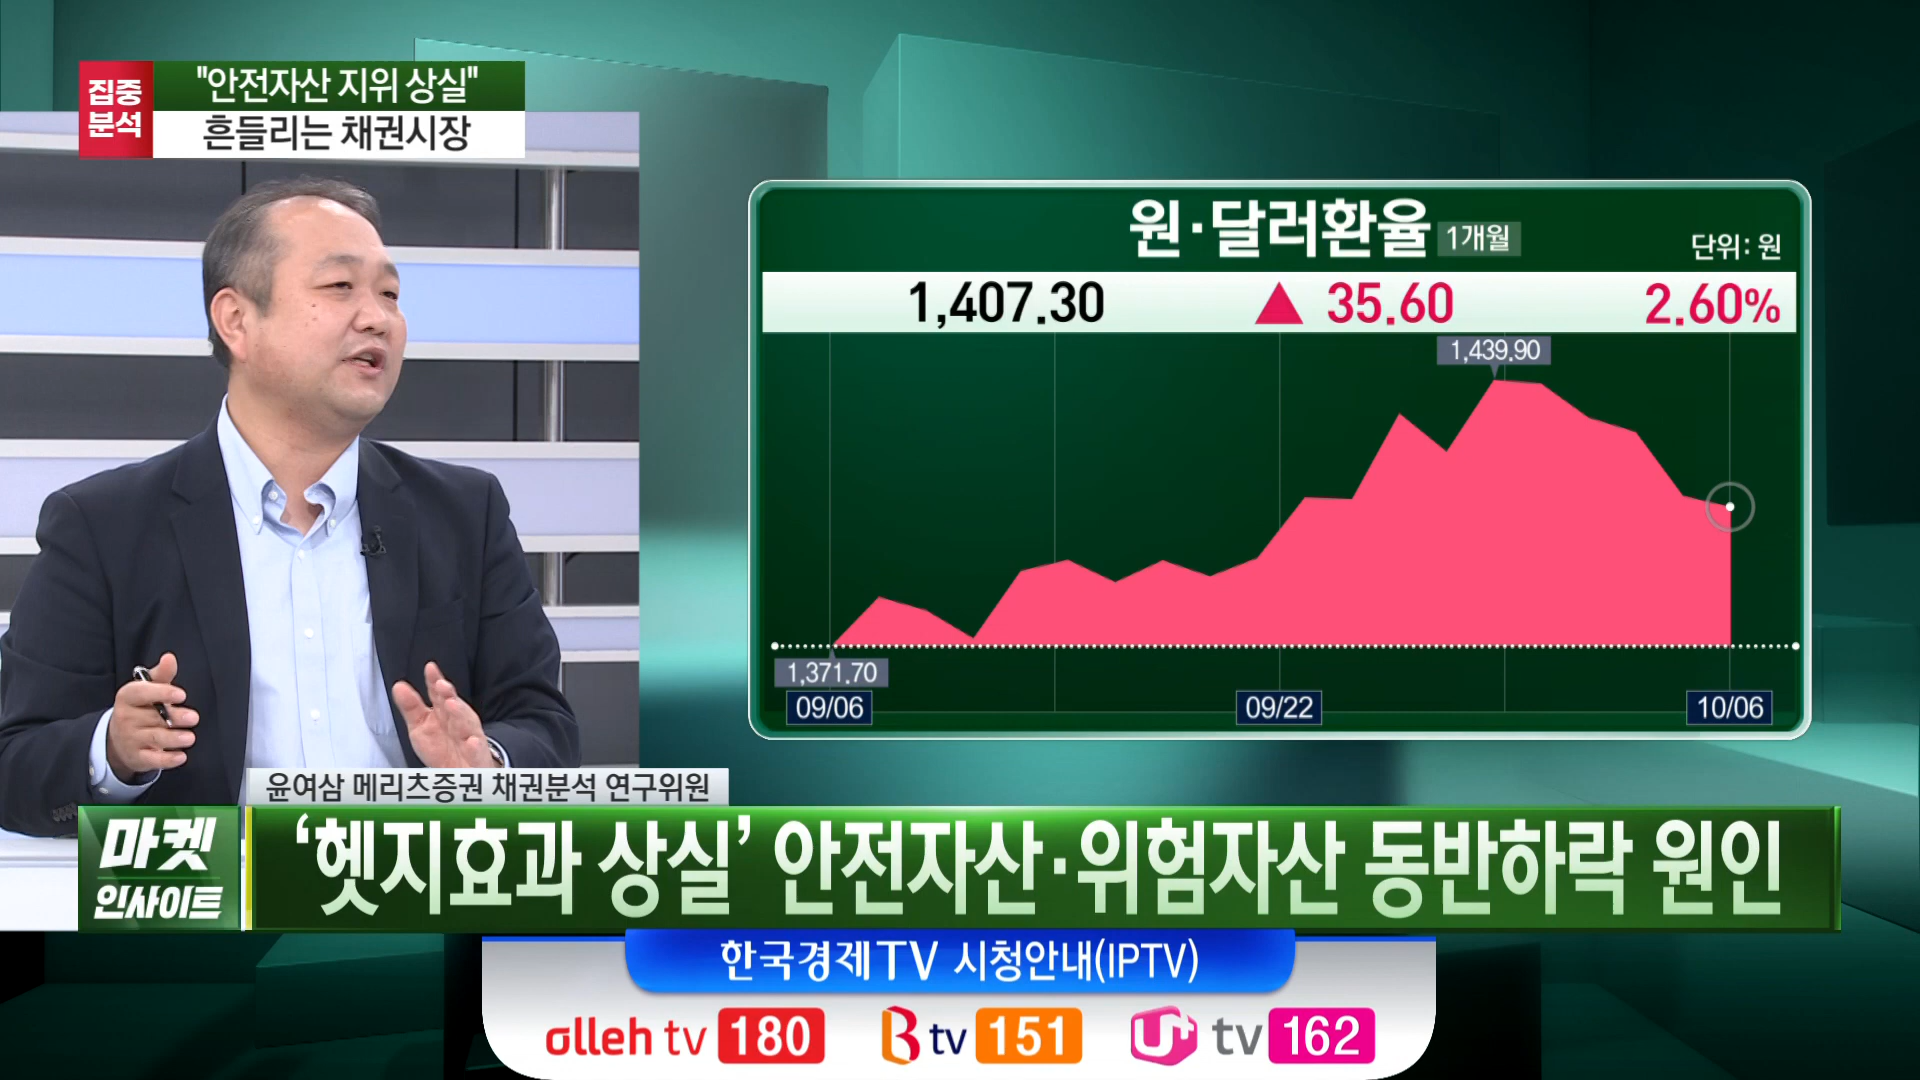 집중
분석
"안전자산 지위 상실"
흔들리는 채권시장
원·달러환율 1개월
단위: 원
1,407.30 ▲ 35.60 2.60%
1,439.90
1,371.70
09/06 09/22 10/06
윤여삼 메리츠증권 채권분석 연구위원
마켓
인사이트
‘헷지효과 상실’ 안전자산·위험자산 동반하락 원인
한국경제TV 시청안내(IPTV)
olleh tv 180 B tv 151 U+ tv 162